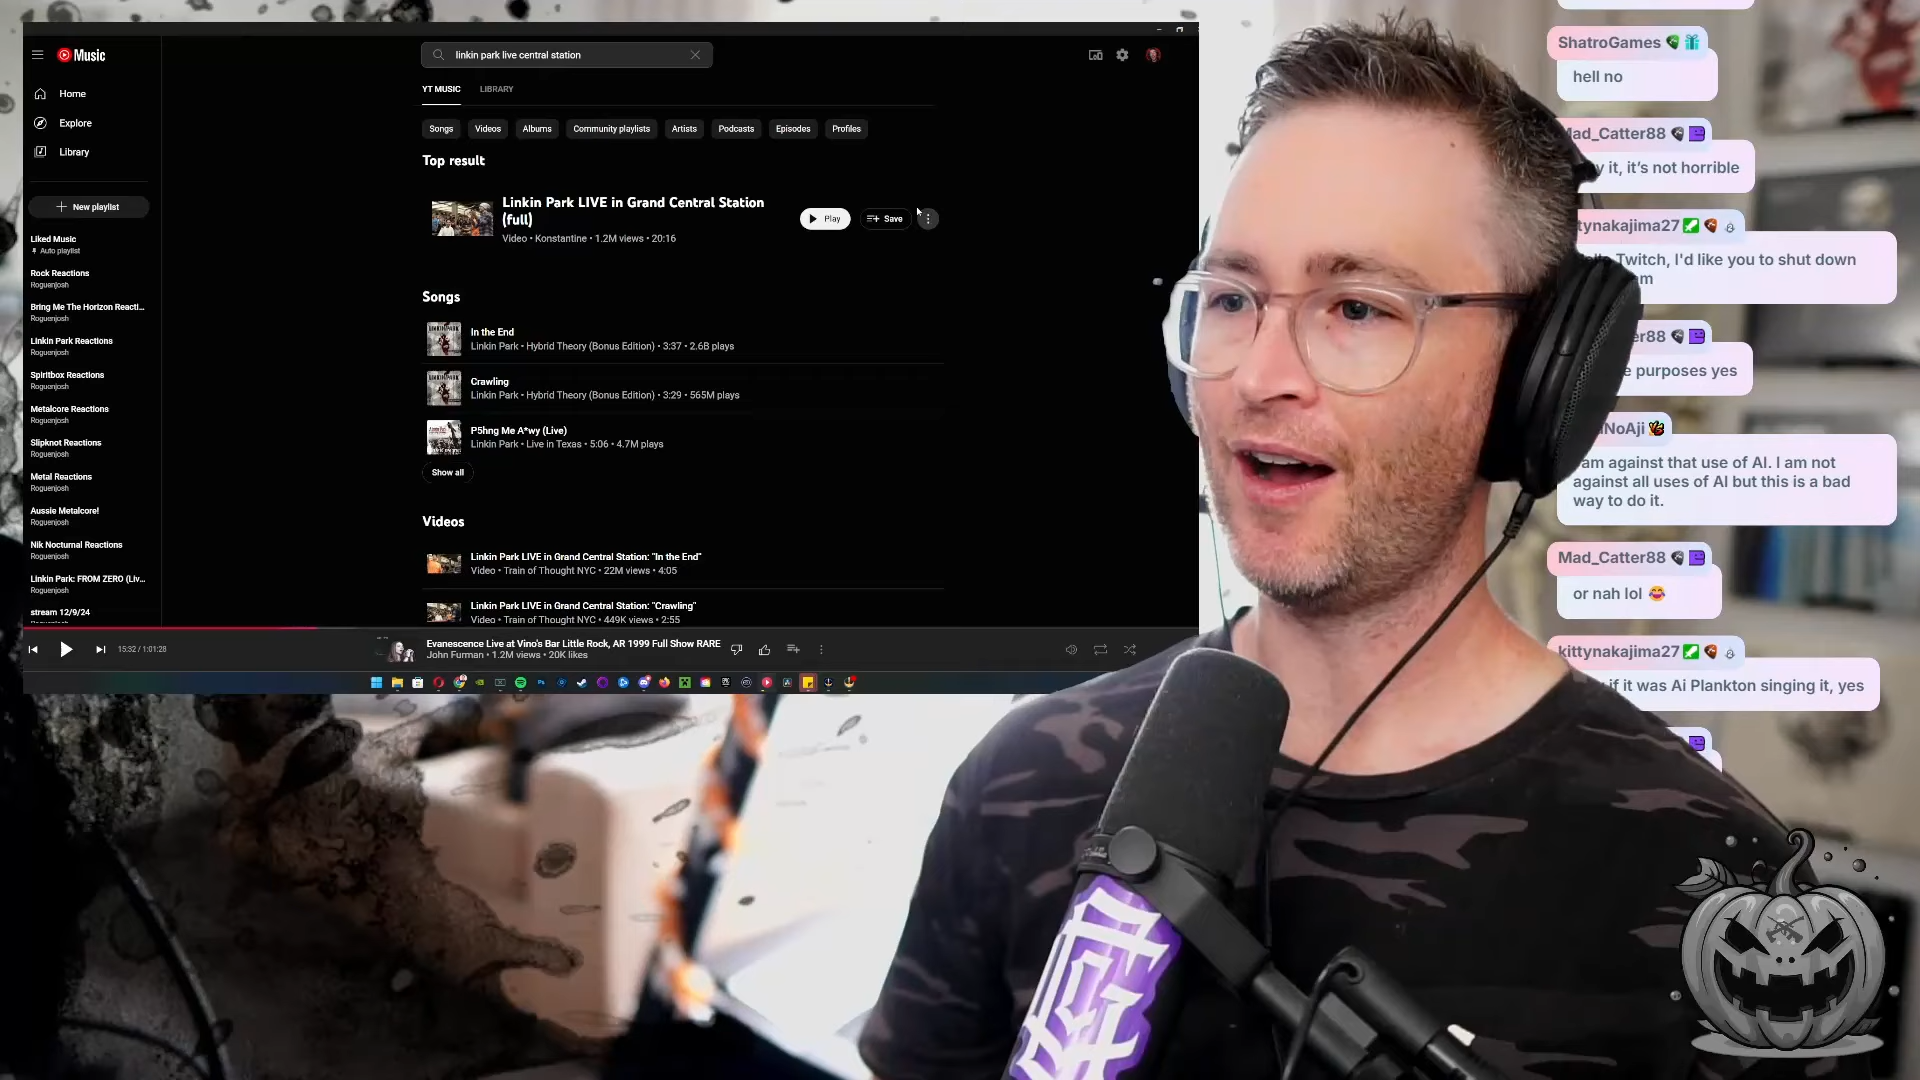 Music
linkin park live central station
Home
Explore
Library
New playlist
Liked Music
Auto playlist
Rock Reactions
Roguenjosh
Bring Me The Horizon Reacti...
Roguenjosh
Linkin Park Reactions
Roguenjosh
Spiritbox Reactions
Roguenjosh
Metalcore Reactions
Roguenjosh
Slipknot Reactions
Roguenjosh
Metal Reactions
Roguenjosh
Aussie Metalcore!
Roguenjosh
Nik Nocturnal Reactions
Roguenjosh
Linkin Park: FROM ZERO (Liv...
Roguenjosh
stream 12/9/24
YT MUSIC LIBRARY
Songs Videos Albums Community playlists Artists Podcasts Episodes Profiles
Top result
Linkin Park LIVE in Grand Central Station
(full)
Video • Konstantine • 1.2M views • 20:16
Play
Save
Songs
In the End
Linkin Park • Hybrid Theory (Bonus Edition) • 3:37 • 2.6B plays
Crawling
Linkin Park • Hybrid Theory (Bonus Edition) • 3:29 • 565M plays
P5hng Me A*wy (Live)
Linkin Park • Live in Texas • 5:06 • 4.7M plays
Show all
Videos
Linkin Park LIVE in Grand Central Station: "In the End"
Video • Train of Thought NYC • 22M views • 4:05
Linkin Park LIVE in Grand Central Station: "Crawling"
Video • Train of Thought NYC • 449K views • 2:55
15:32 / 1:01:28
Evanescence Live at Vino's Bar Little Rock, AR 1999 Full Show RARE
John Furman • 1.2M views • 20K likes
ShatroGames
hell no
Mad_Catter88
it, it's not horrible
tynakajima27
Twitch, I'd like you to shut down
er88
purposes yes
NoAji
am against that use of AI. I am not
against all uses of AI but this is a bad
way to do it.
Mad_Catter88
or nah lol 😂
kittynakajima27
if it was Ai Plankton singing it, yes